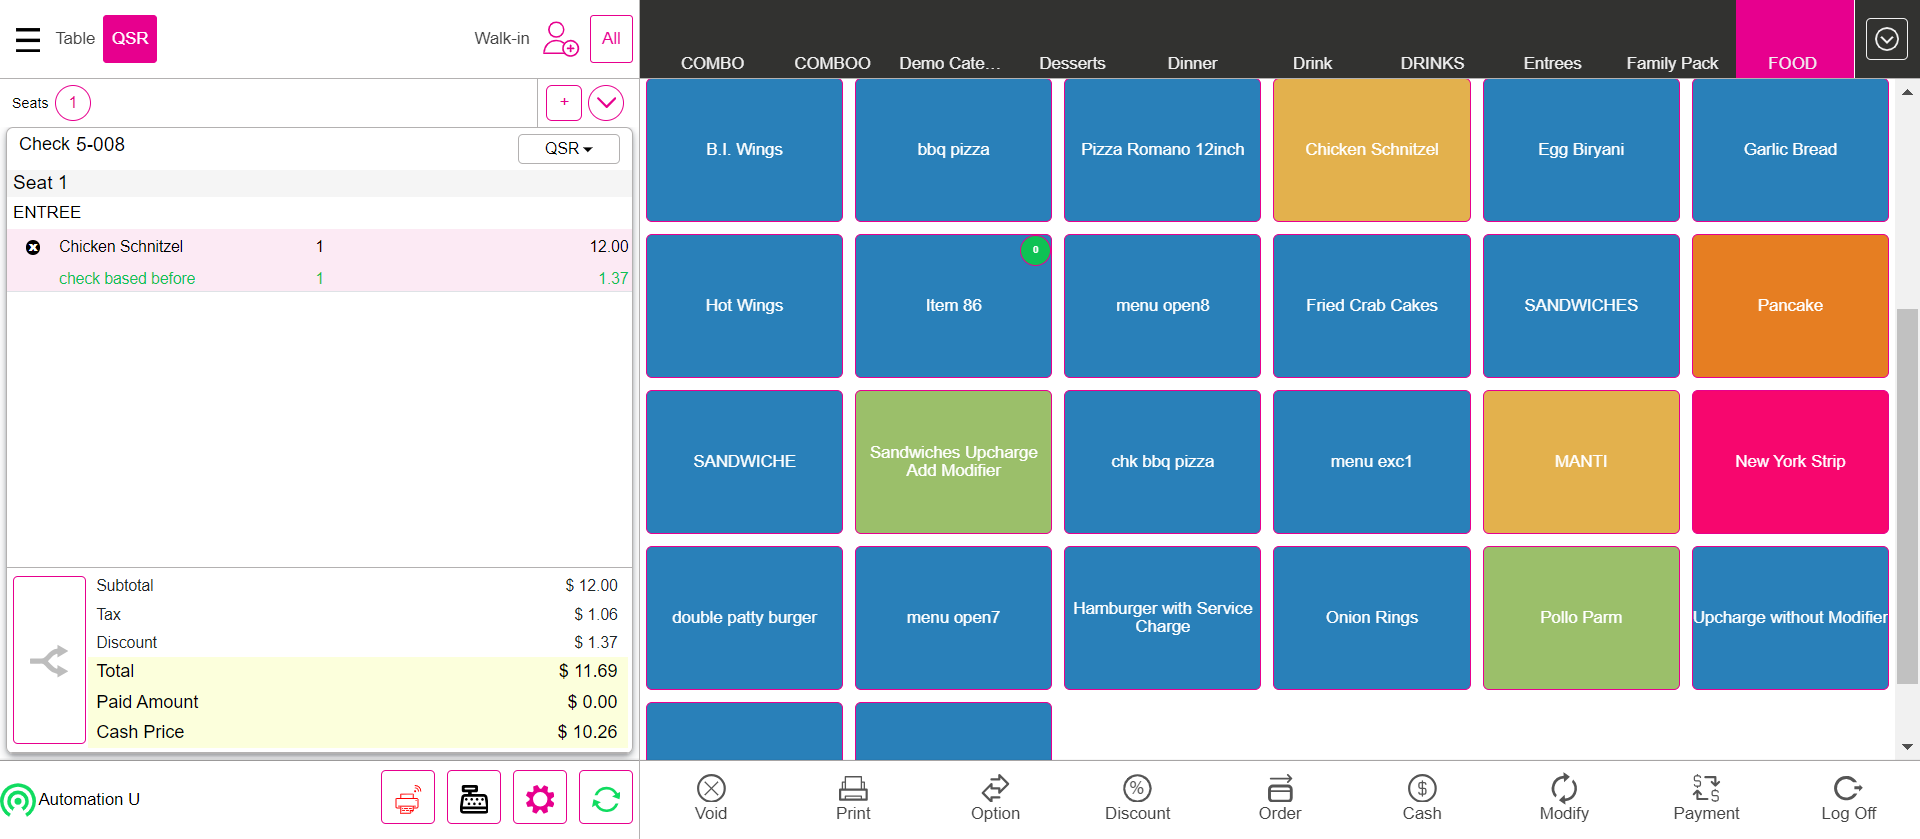 Table QSR Walk-in All
Seats 1 +
Check 5-008 QSR
Seat 1
ENTREE
Chicken Schnitzel 1 12.00
check based before 1 1.37
Subtotal $ 12.00
Tax $ 1.06
Discount $ 1.37
Total $ 11.69
Paid Amount $ 0.00
Cash Price $ 10.26
Automation U
COMBO COMBOO Demo Cate... Desserts Dinner Drink DRINKS Entrees Family Pack FOOD
B.I. Wings
bbq pizza
Pizza Romano 12inch
Chicken Schnitzel
Egg Biryani
Garlic Bread
Hot Wings
0
Item 86
menu open8
Fried Crab Cakes
SANDWICHES
Pancake
SANDWICHE
Sandwiches Upcharge
Add Modifier
chk bbq pizza
menu exc1
MANTI
New York Strip
double patty burger
menu open7
Hamburger with Service
Charge
Onion Rings
Pollo Parm
Upcharge without Modifier
Void Print Option Discount Order Cash Modify Payment Log Off